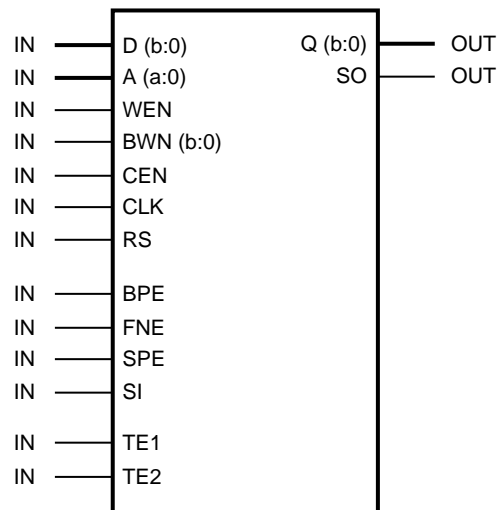 IN D (b:0) Q (b:0) OUT
IN A (a:0) SO OUT
IN WEN
IN BWN (b:0)
IN CEN
IN CLK
IN RS
IN BPE
IN FNE
IN SPE
IN SI
IN TE1
IN TE2